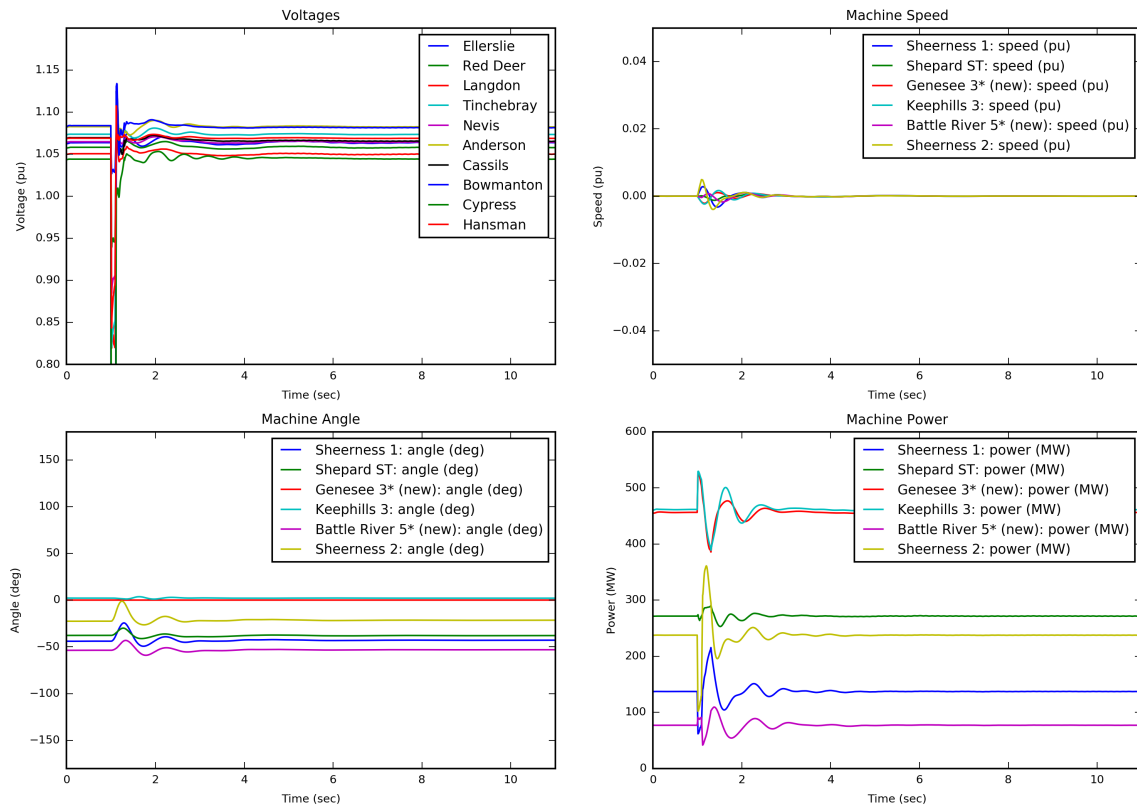 Voltages
1.15
1.10
1.05
1.00
0.95
0.90
0.85
0.80
Voltage (pu)
0 2 4 6 8 10
Time (sec)
Ellerslie
Red Deer
Langdon
Tinchebray
Nevis
Anderson
Cassils
Bowmanton
Cypress
Hansman
Machine Speed
0.04
0.02
0.00
−0.02
−0.04
Speed (pu)
0 2 4 6 8 10
Time (sec)
Sheerness 1: speed (pu)
Shepard ST: speed (pu)
Genesee 3* (new): speed (pu)
Keephills 3: speed (pu)
Battle River 5* (new): speed (pu)
Sheerness 2: speed (pu)
Machine Angle
150
100
50
0
−50
−100
−150
Angle (deg)
0 2 4 6 8 10
Time (sec)
Sheerness 1: angle (deg)
Shepard ST: angle (deg)
Genesee 3* (new): angle (deg)
Keephills 3: angle (deg)
Battle River 5* (new): angle (deg)
Sheerness 2: angle (deg)
Machine Power
600
500
400
300
200
100
0
Power (MW)
0 2 4 6 8 10
Time (sec)
Sheerness 1: power (MW)
Shepard ST: power (MW)
Genesee 3* (new): power (MW)
Keephills 3: power (MW)
Battle River 5* (new): power (MW)
Sheerness 2: power (MW)